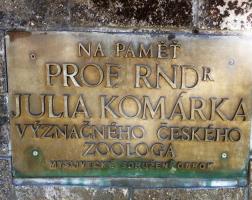 NA PAMĚŤ
PROF RNDR
JULIA KOMÁRKA
VÝZNAČNÉHO ČESKÉHO
ZOOLOGA
MYSLIVECKÉ SDRUŽENÍ